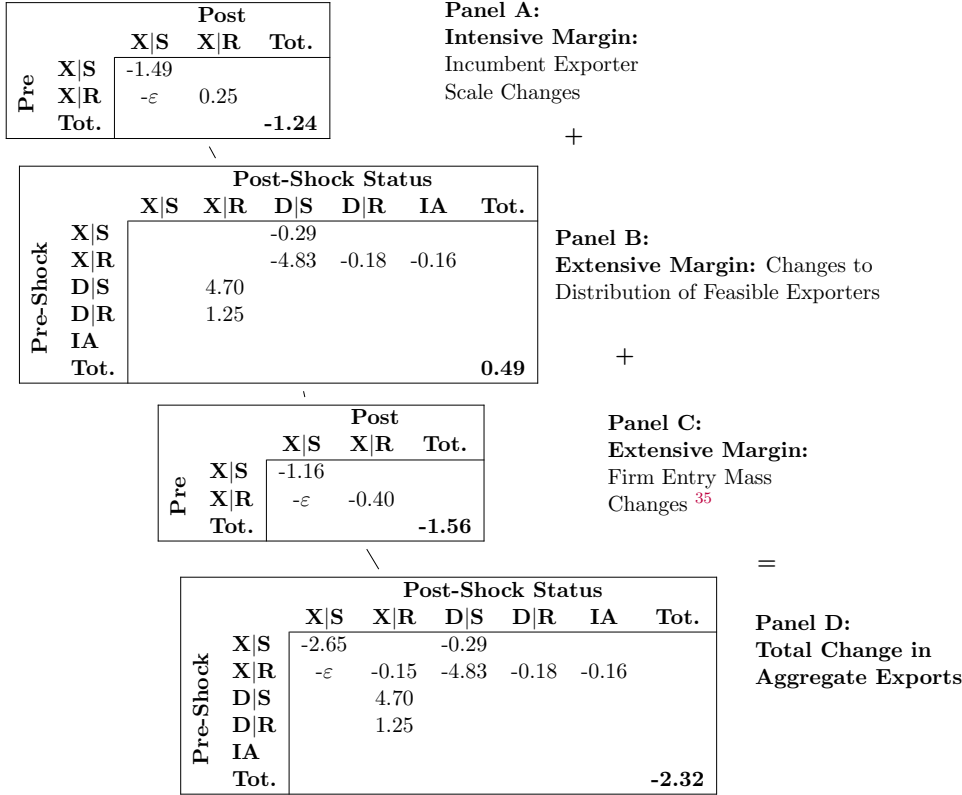 Post
X|S X|R Tot.
Pre
X|S -1.49
X|R -ε 0.25
Tot. -1.24
Panel A:
Intensive Margin:
Incumbent Exporter
Scale Changes
+
Post-Shock Status
X|S X|R D|S D|R IA Tot.
Pre-Shock
X|S -0.29
X|R -4.83 -0.18 -0.16
D|S 4.70
D|R 1.25
IA
Tot. 0.49
Panel B:
Extensive Margin: Changes to
Distribution of Feasible Exporters
+
Post
X|S X|R Tot.
Pre
X|S -1.16
X|R -ε -0.40
Tot. -1.56
Panel C:
Extensive Margin:
Firm Entry Mass
Changes 35
=
Post-Shock Status
X|S X|R D|S D|R IA Tot.
Pre-Shock
X|S -2.65 -0.29
X|R -ε -0.15 -4.83 -0.18 -0.16
D|S 4.70
D|R 1.25
IA
Tot. -2.32
Panel D:
Total Change in
Aggregate Exports